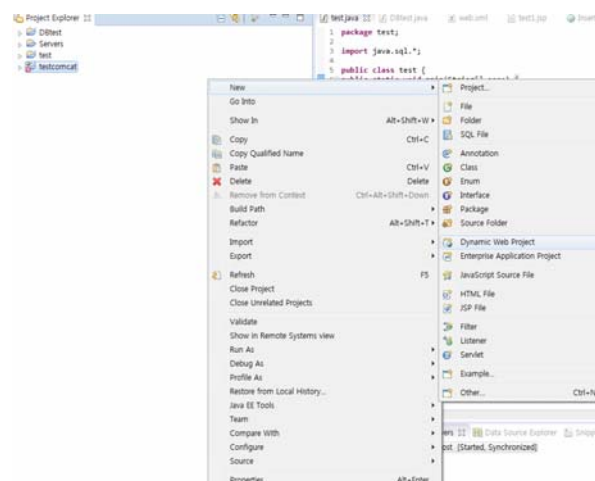 Project Explorer
DBtest
Servers
test
testcomcat
test.java
DBtest.java
web.xml
test1.jsp
1 package test;
2
3 import java.sql.*;
4
5 public class test {
New
Go Into
Show In Alt+Shift+W
Copy Ctrl+C
Copy Qualified Name
Paste Ctrl+V
Delete Delete
Remove from Context Ctrl+Alt+Shift+Down
Build Path
Refactor Alt+Shift+T
Import
Export
Refresh F5
Close Project
Close Unrelated Projects
Validate
Show in Remote Systems view
Run As
Debug As
Profile As
Restore from Local History...
Java EE Tools
Team
Compare With
Configure
Source
Properties Alt+Enter
Project...
File
Folder
SQL File
Annotation
Class
Enum
Interface
Package
Source Folder
Dynamic Web Project
Enterprise Application Project
JavaScript Source File
HTML File
JSP File
Filter
Listener
Servlet
Example...
Other... Ctrl+N
Data Source Explorer
[Started, Synchronized]